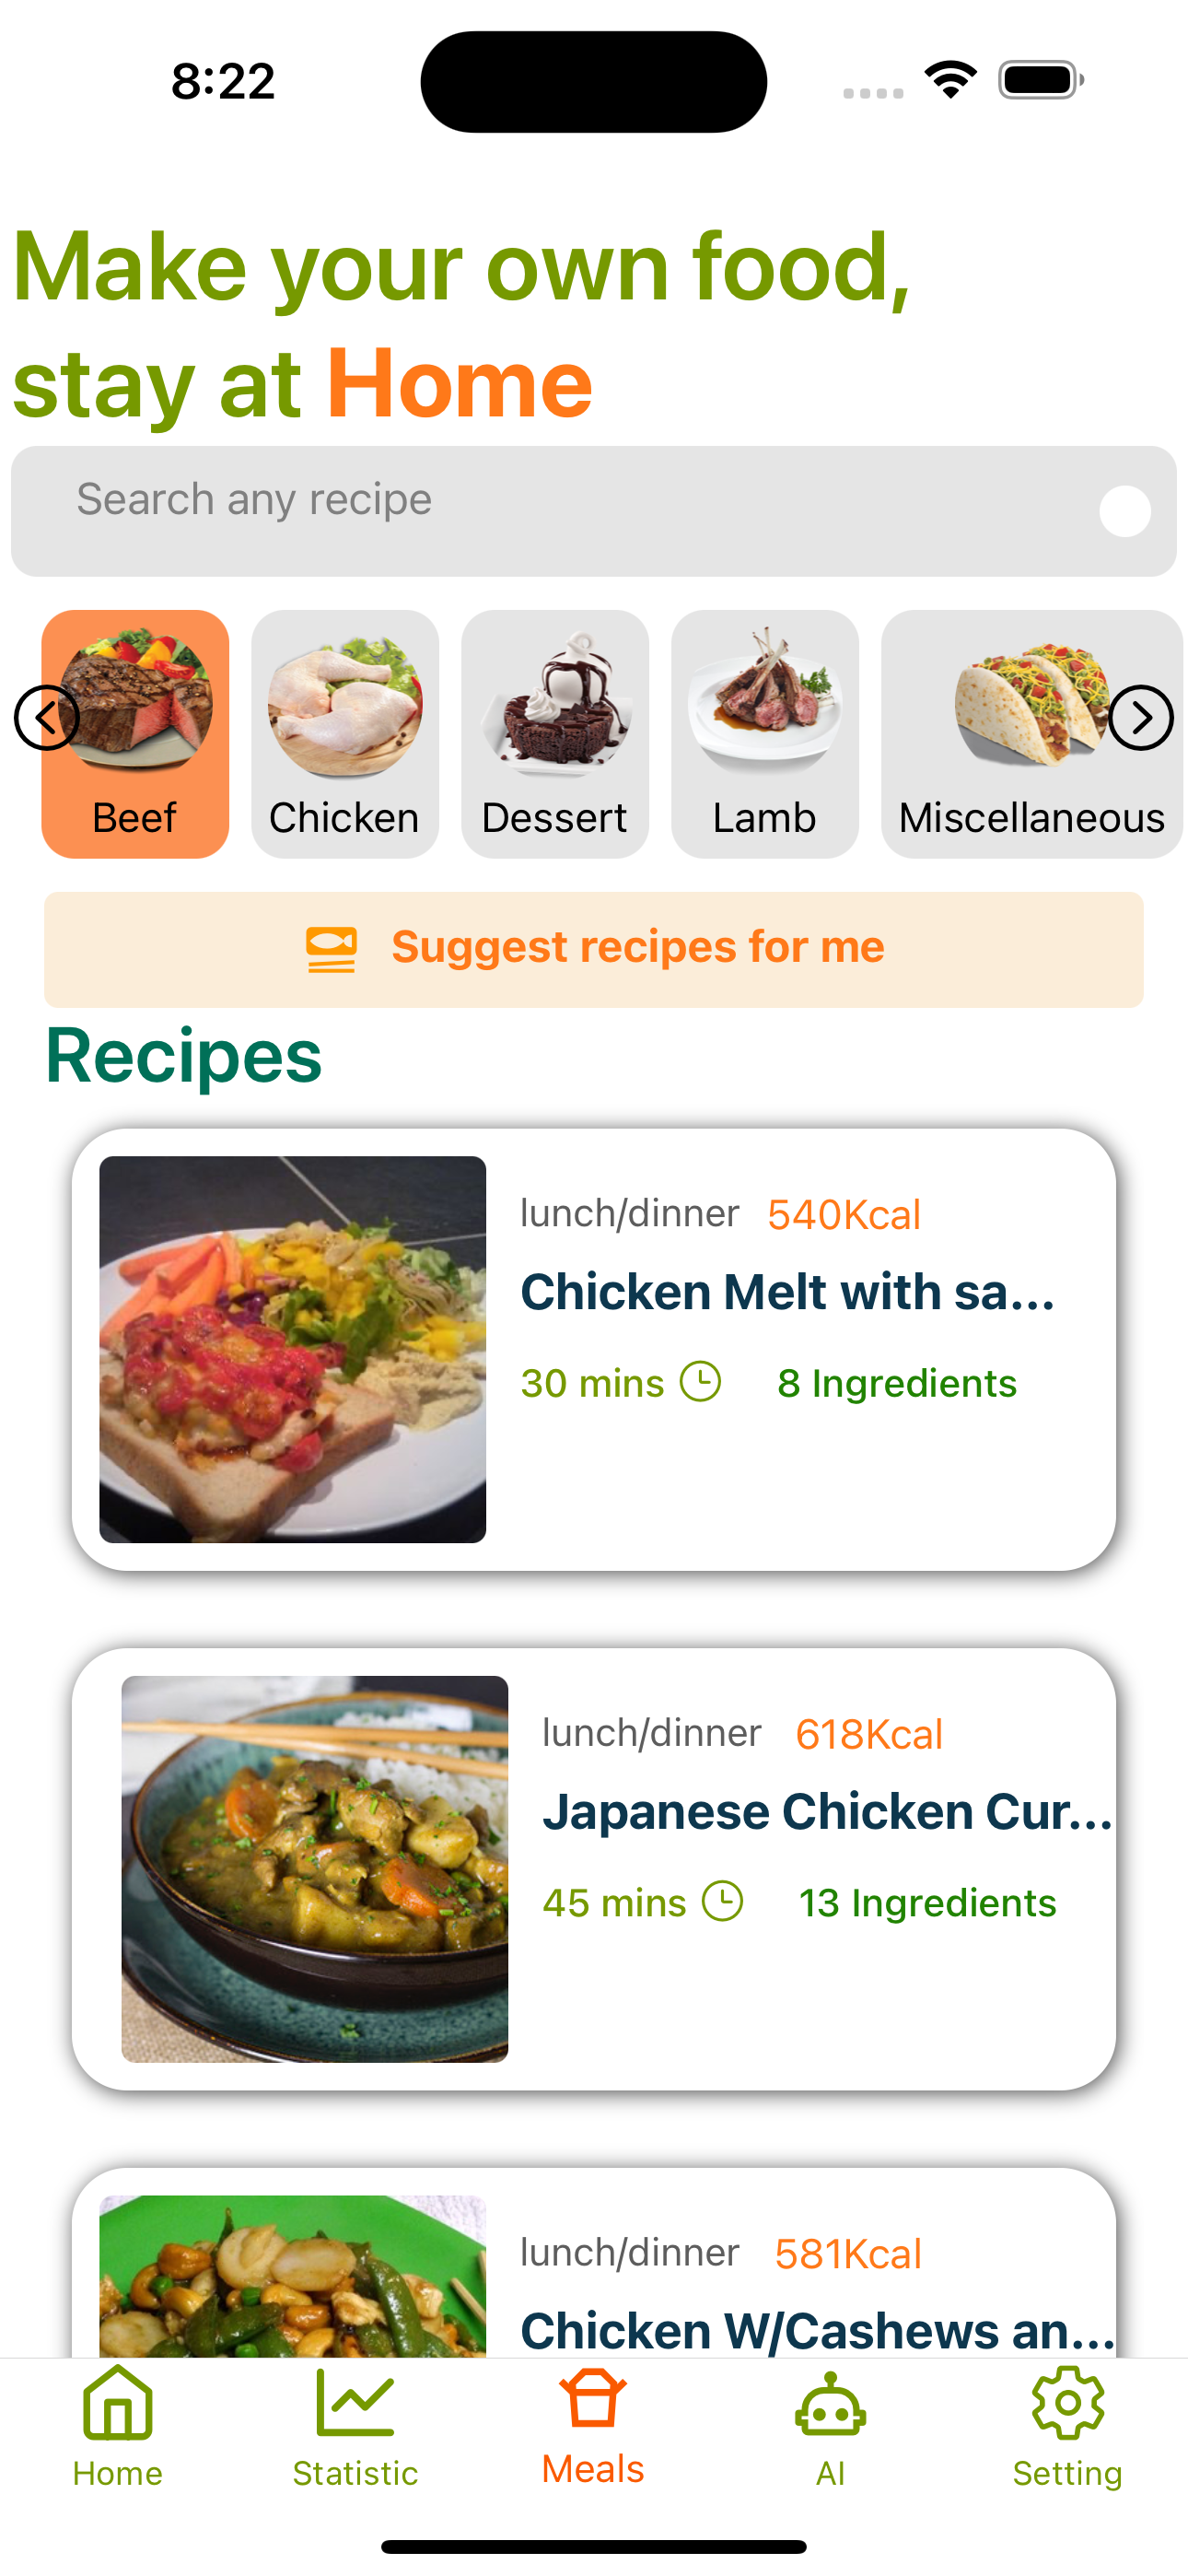 8:22
Make your own food,
stay at Home
Search any recipe
Beef
Chicken
Dessert
Lamb
Miscellaneous
Suggest recipes for me
Recipes
lunch/dinner 540Kcal
Chicken Melt with sa...
30 mins 8 Ingredients
lunch/dinner 618Kcal
Japanese Chicken Cur...
45 mins 13 Ingredients
lunch/dinner 581Kcal
Chicken W/Cashews an...
Home
Statistic
Meals
AI
Setting